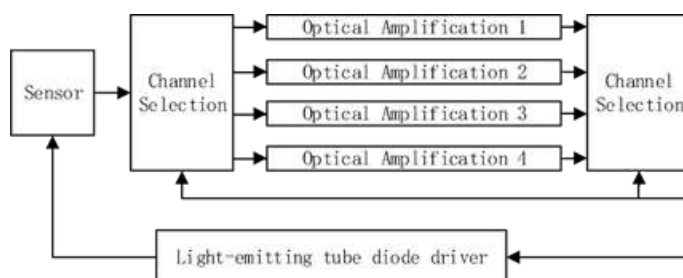 Sensor
Channel
Selection
Optical Amplification 1
Optical Amplification 2
Optical Amplification 3
Optical Amplification 4
Channel
Selection
Light-emitting tube diode driver